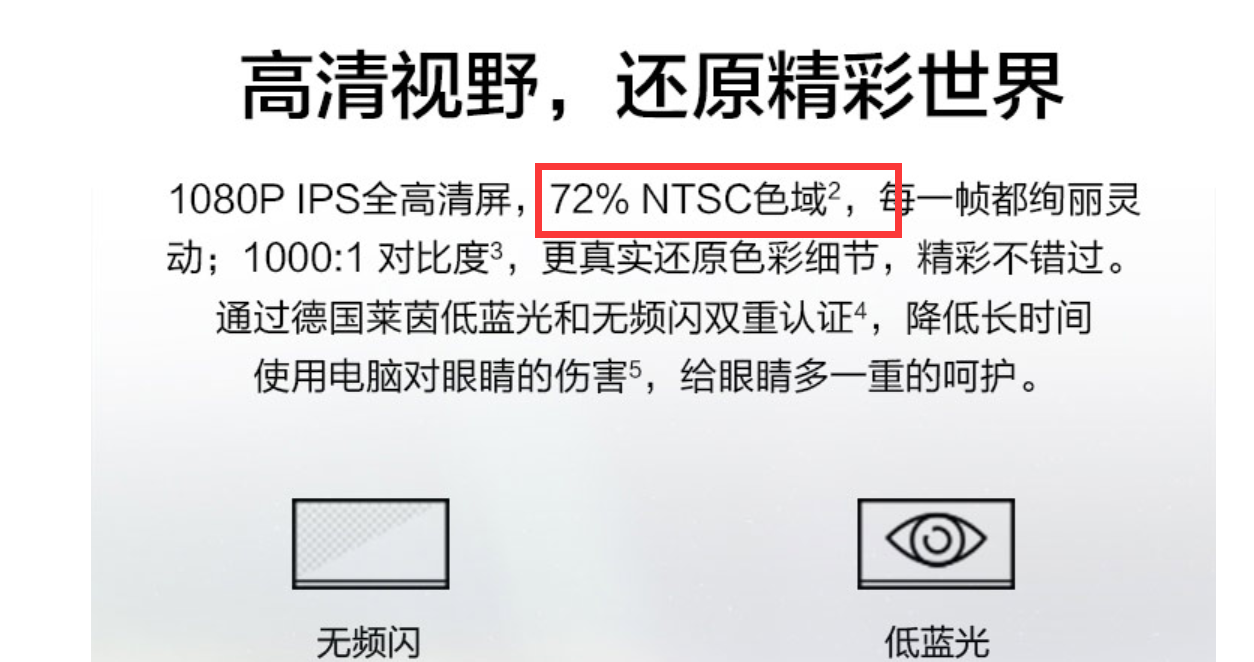 高清视野，还原精彩世界
1080P IPS全高清屏，72% NTSC色域²，每一帧都绚丽灵
动；1000:1 对比度³，更真实还原色彩细节，精彩不错过。
通过德国莱茵低蓝光和无频闪双重认证⁴，降低长时间
使用电脑对眼睛的伤害⁵，给眼睛多一重的呵护。
无频闪
低蓝光